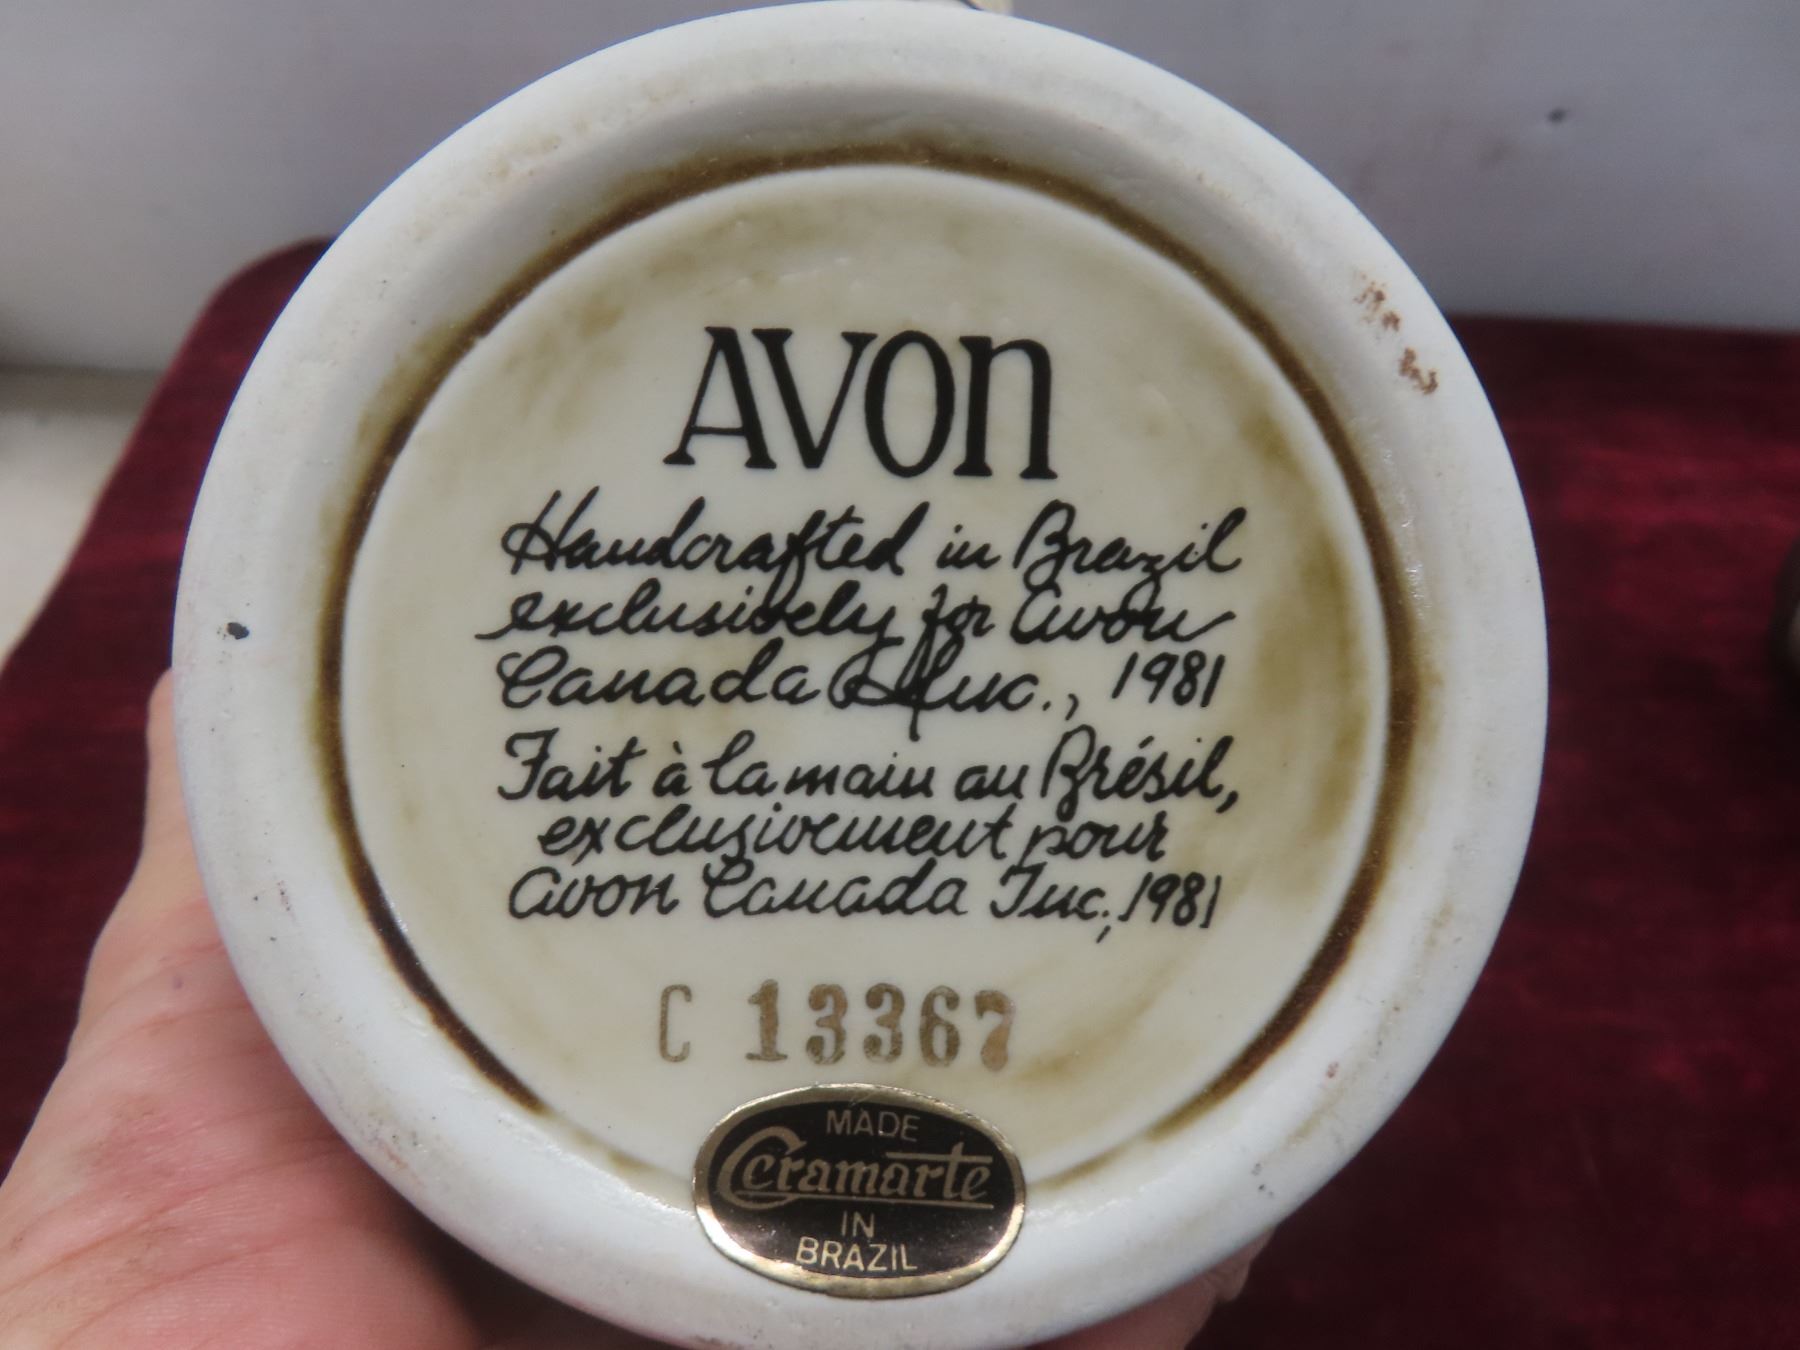 AVON
Handcrafted in Brazil
exclusively for Avon
Canada Inc., 1981
Fait à la main au Brésil,
exclusivement pour
Avon Canada Inc., 1981
C 13367
MADE
Ceramarte
IN
BRAZIL